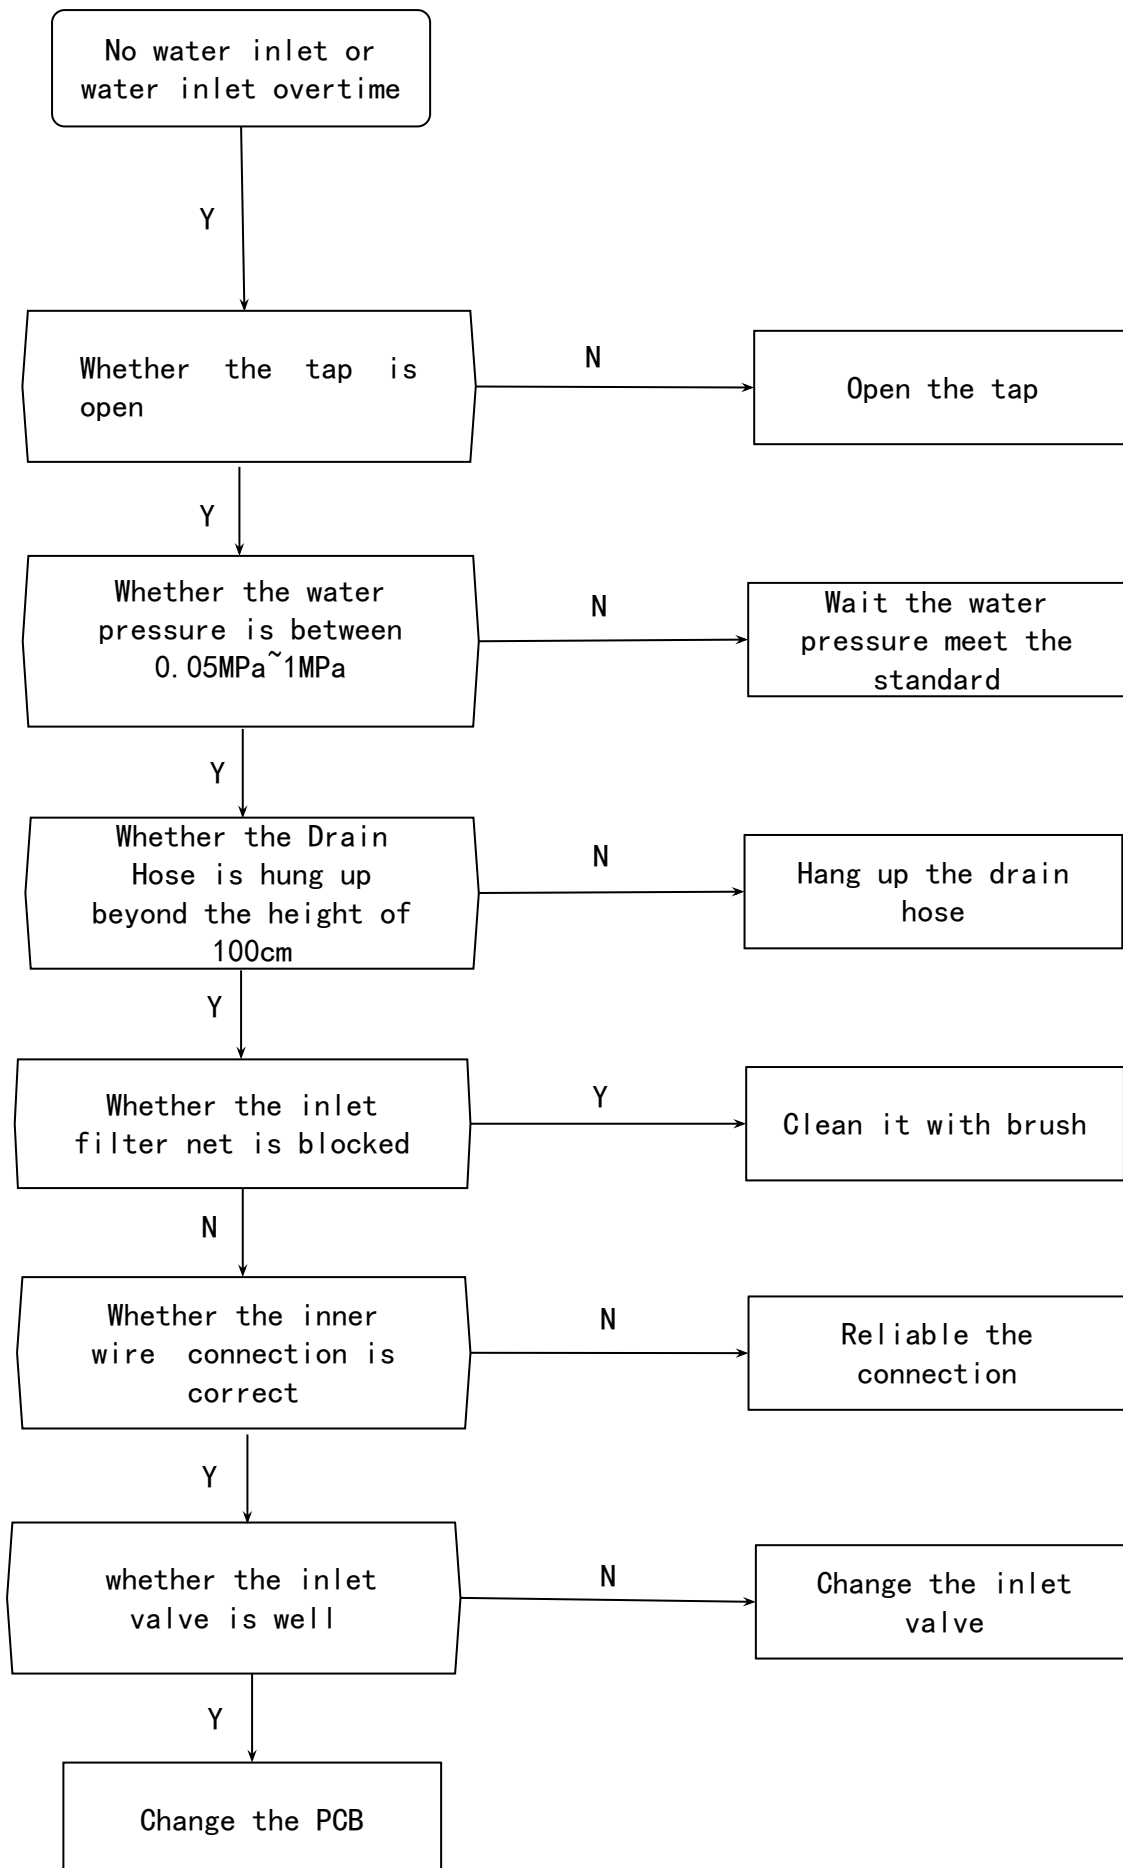 No water inlet or
water inlet overtime
Y
Whether the tap is
open
N
Open the tap
Y
Whether the water
pressure is between
0.05MPa~1MPa
N
Wait the water
pressure meet the
standard
Y
Whether the Drain
Hose is hung up
beyond the height of
100cm
N
Hang up the drain
hose
Y
Whether the inlet
filter net is blocked
Y
Clean it with brush
N
Whether the inner
wire connection is
correct
N
Reliable the
connection
Y
whether the inlet
valve is well
N
Change the inlet
valve
Y
Change the PCB